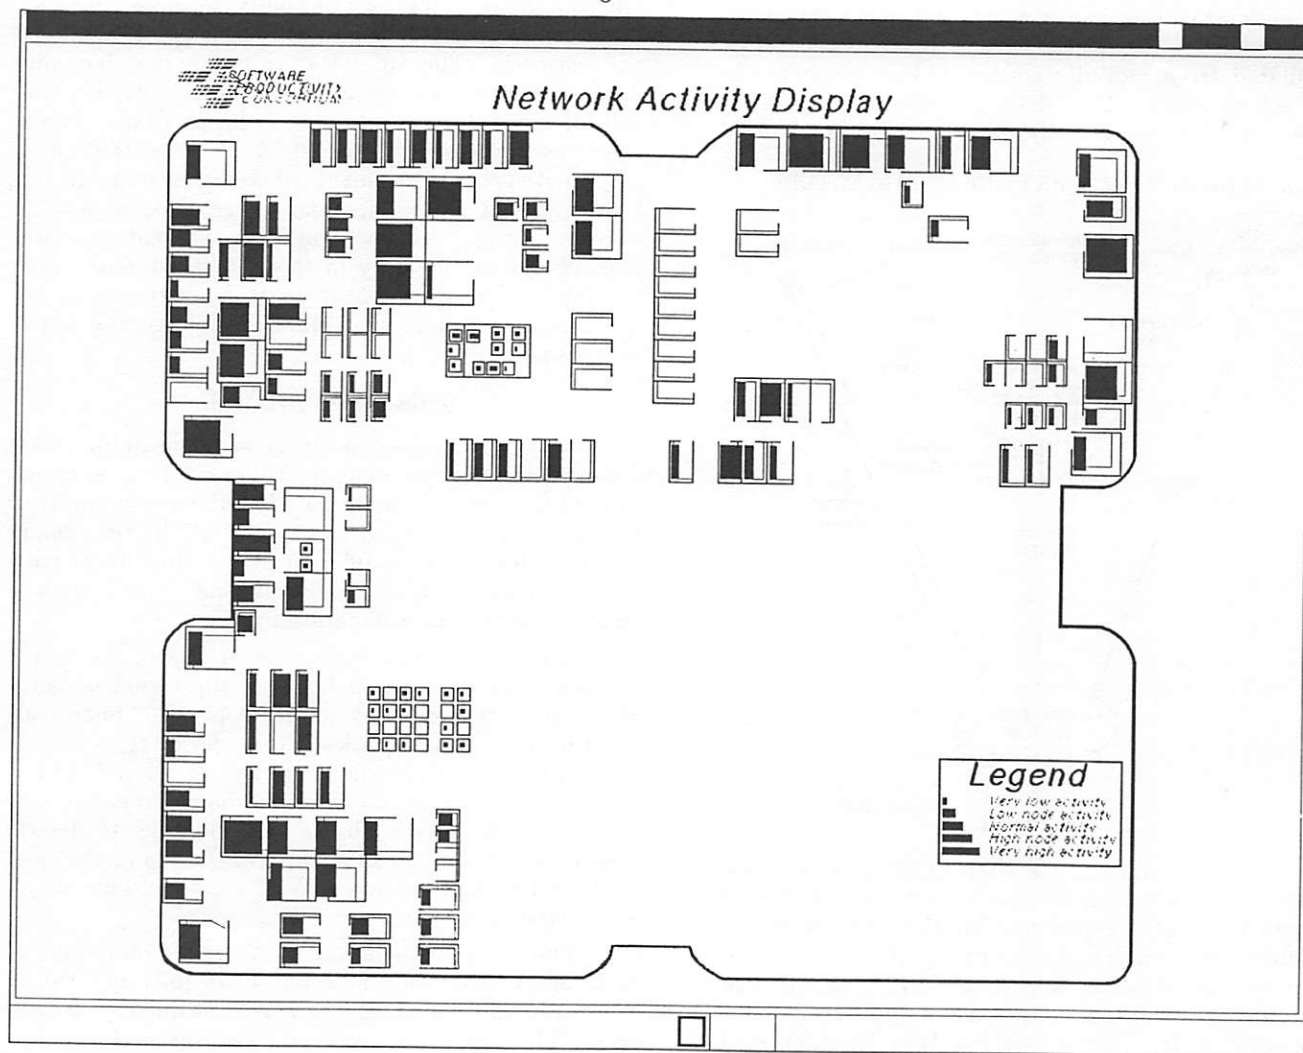 SOFTWARE
PRODUCTIVITY
CONSORTIUM
Network Activity Display
Legend
Very low activity
Low node activity
Normal activity
High node activity
Very high activity